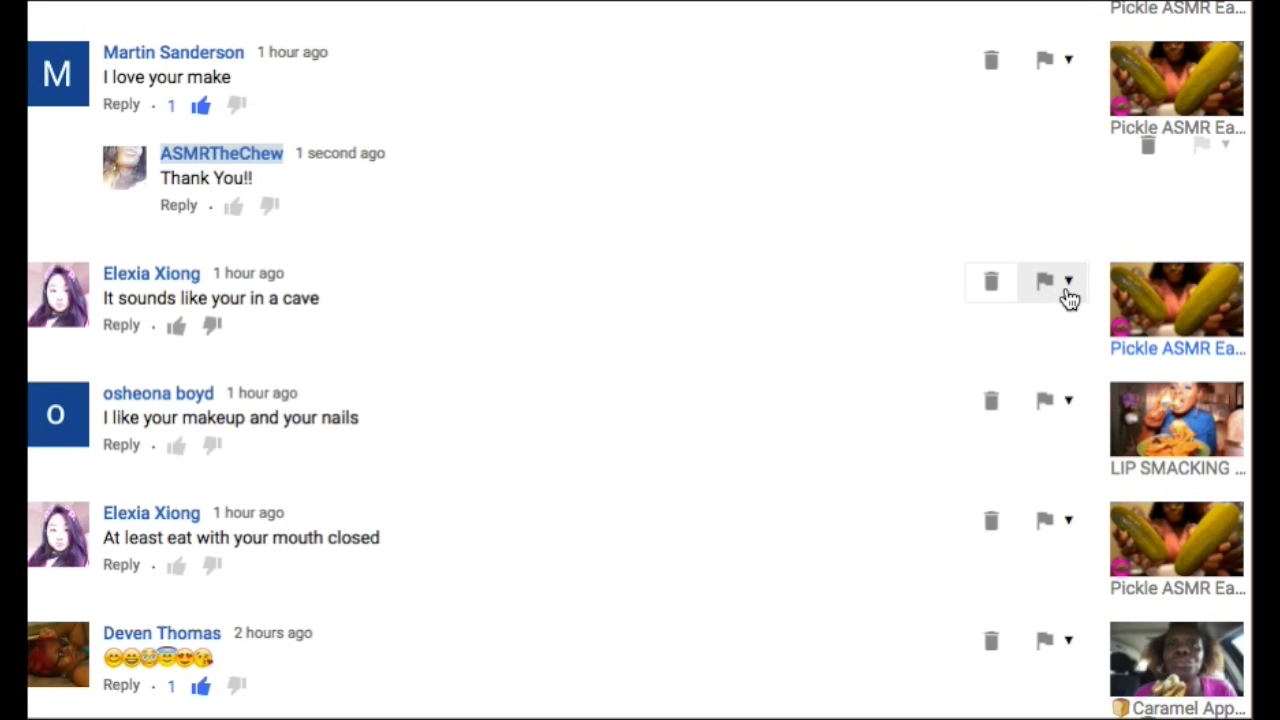 Pickle ASMR Ea...
M
Martin Sanderson 1 hour ago
I love your make
Reply · 1
Pickle ASMR Ea...
ASMRTheChew 1 second ago
Thank You!!
Reply ·
Elexia Xiong 1 hour ago
It sounds like your in a cave
Reply ·
Pickle ASMR Ea...
O
osheona boyd 1 hour ago
I like your makeup and your nails
Reply ·
LIP SMACKING ...
Elexia Xiong 1 hour ago
At least eat with your mouth closed
Reply ·
Pickle ASMR Ea...
Deven Thomas 2 hours ago
😊😁😂😇😍😘
Reply · 1
🍞Caramel App...